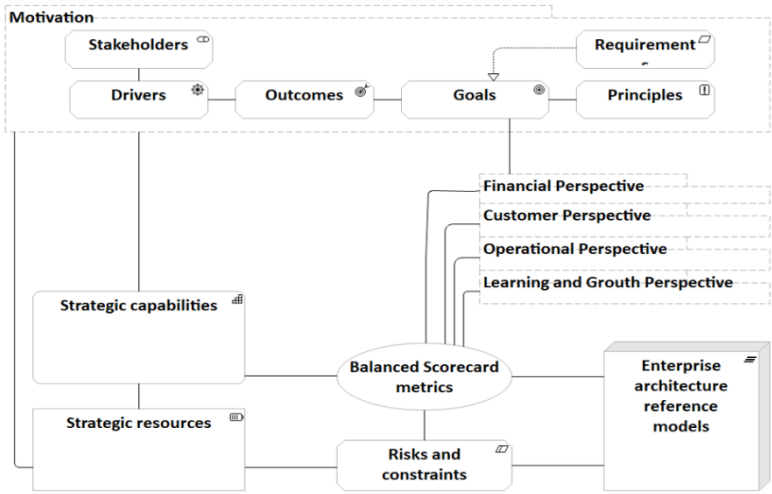 Motivation
Stakeholders
Requirement
s
Drivers
Outcomes
Goals
Principles
Financial Perspective
Customer Perspective
Operational Perspective
Learning and Grouth Perspective
Strategic capabilities
Balanced Scorecard
metrics
Enterprise
architecture
reference
models
Strategic resources
Risks and
constraints